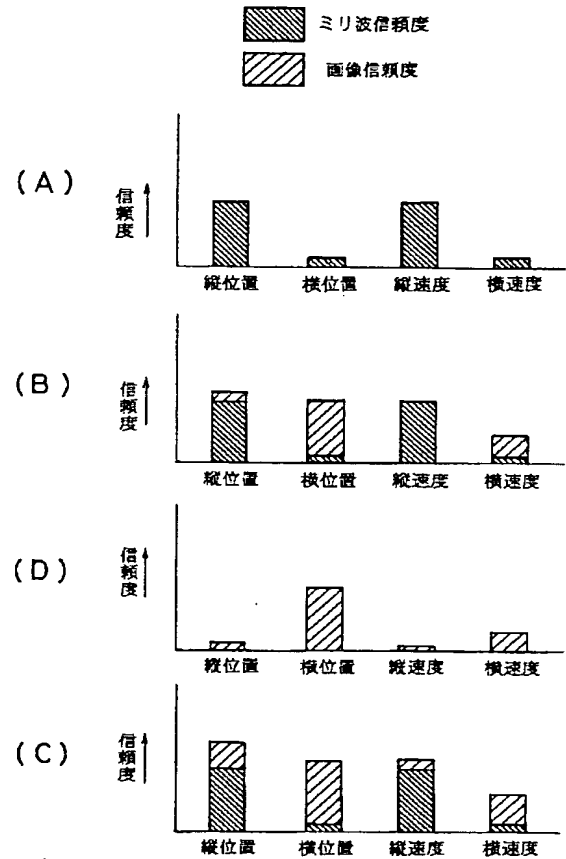 ミリ波信頼度
画像信頼度
(A)
信頼度
縦位置 横位置 縦速度 横速度
(B)
信頼度
縦位置 横位置 縦速度 横速度
(D)
信頼度
縦位置 横位置 縦速度 横速度
(C)
信頼度
縦位置 横位置 縦速度 横速度